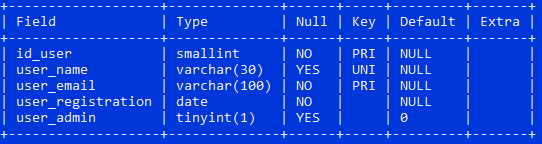 +-------------------+--------------+------+-----+---------+-------+
| Field             | Type         | Null | Key | Default | Extra |
+-------------------+--------------+------+-----+---------+-------+
| id_user           | smallint     | NO   | PRI | NULL    |       |
| user_name         | varchar(30)  | YES  | UNI | NULL    |       |
| user_email        | varchar(100) | NO   | PRI | NULL    |       |
| user_registration | date         | NO   |     | NULL    |       |
| user_admin        | tinyint(1)   | YES  |     | 0       |       |
+-------------------+--------------+------+-----+---------+-------+